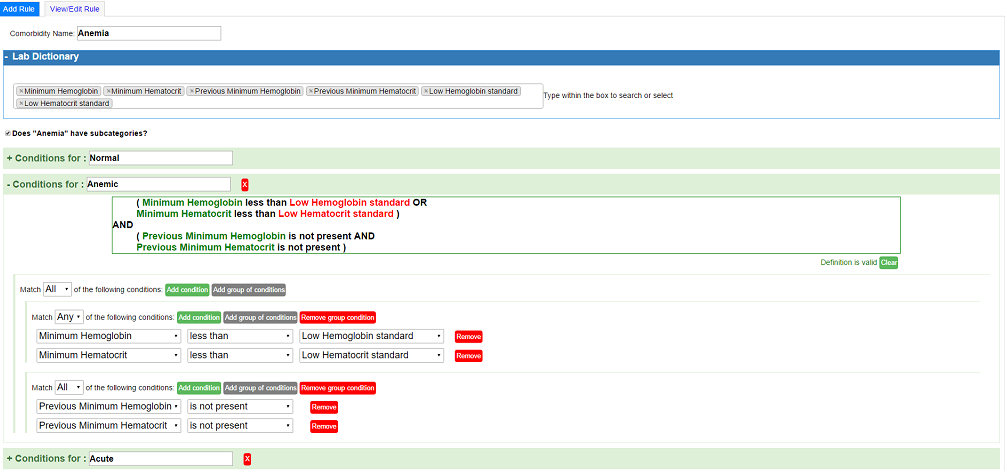 Add Rule View/Edit Rule
Comorbidity Name: Anemia
- Lab Dictionary
×Minimum Hemoglobin ×Minimum Hematocrit ×Previous Minimum Hemoglobin ×Previous Minimum Hematocrit ×Low Hemoglobin standard Type within the box to search or select
×Low Hematocrit standard
Does "Anemia" have subcategories?
+ Conditions for : Normal
- Conditions for : Anemic X
( Minimum Hemoglobin less than Low Hemoglobin standard OR
Minimum Hematocrit less than Low Hematocrit standard )
AND
( Previous Minimum Hemoglobin is not present AND
Previous Minimum Hematocrit is not present )
Definition is valid Clear
Match All of the following conditions: Add condition Add group of conditions
Match Any of the following conditions: Add condition Add group of conditions Remove group condition
Minimum Hemoglobin less than Low Hemoglobin standard Remove
Minimum Hematocrit less than Low Hematocrit standard Remove
Match All of the following conditions: Add condition Add group of conditions Remove group condition
Previous Minimum Hemoglobin is not present Remove
Previous Minimum Hematocrit is not present Remove
+ Conditions for : Acute X